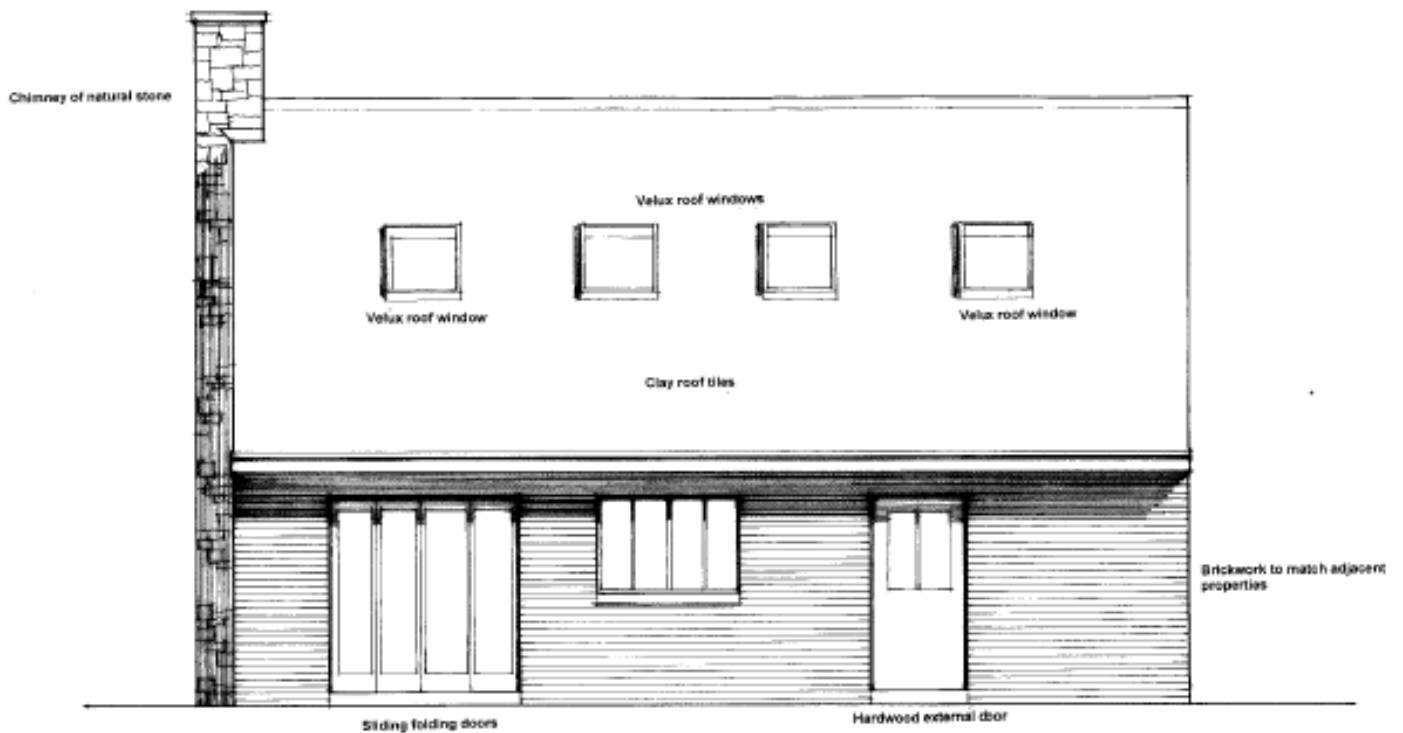 Chimney of natural stone
Velux roof windows
Velux roof window
Velux roof window
Clay roof tiles
Brickwork to match adjacent
properties
Sliding folding doors
Hardwood external door